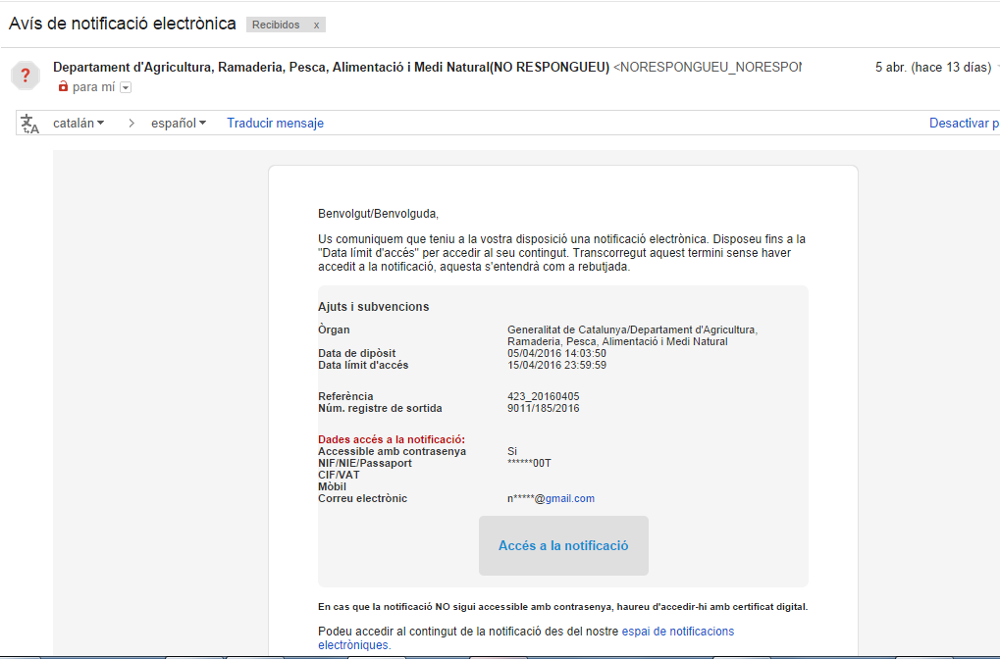 Avís de notificació electrònica Recibidos x
Departament d'Agricultura, Ramaderia, Pesca, Alimentació i Medi Natural(NO RESPONGUEU) <NORESPONGUEU_NORESPON 5 abr. (hace 13 días)
para mí
catalán > español Traducir mensaje Desactivar p
Benvolgut/Benvolguda,
Us comuniquem que teniu a la vostra disposició una notificació electrònica. Disposeu fins a la
"Data límit d'accés" per accedir al seu contingut. Transcorregut aquest termini sense haver
accedit a la notificació, aquesta s'entendrà com a rebutjada.
Ajuts i subvencions
Òrgan Generalitat de Catalunya/Departament d'Agricultura,
Ramaderia, Pesca, Alimentació i Medi Natural
Data de dipòsit 05/04/2016 14:03:50
Data límit d'accés 15/04/2016 23:59:59
Referència 423_20160405
Núm. registre de sortida 9011/185/2016
Dades accés a la notificació:
Accessible amb contrasenya Si
NIF/NIE/Passaport ******00T
CIF/VAT
Mòbil
Correu electrònic n*****@gmail.com
Accés a la notificació
En cas que la notificació NO sigui accessible amb contrasenya, haureu d'accedir-hi amb certificat digital.
Podeu accedir al contingut de la notificació des del nostre espai de notificacions
electròniques.